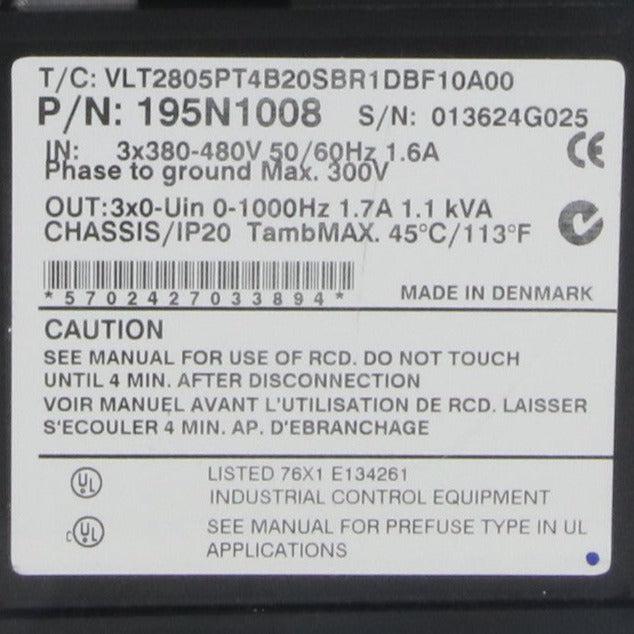 T/C: VLT2805PT4B20SBR1DBF10A00
P/N: 195N1008 S/N: 013624G025
IN: 3x380-480V 50/60Hz 1.6A
Phase to ground Max. 300V
CE
OUT:3x0-Uin 0-1000Hz 1.7A 1.1 kVA
CHASSIS/IP20 TambMAX. 45°C/113°F
*5702427033894*
MADE IN DENMARK
CAUTION
SEE MANUAL FOR USE OF RCD. DO NOT TOUCH
UNTIL 4 MIN. AFTER DISCONNECTION
VOIR MANUEL AVANT L'UTILISATION DE RCD. LAISSER
S'ECOULER 4 MIN. AP. D'EBRANCHAGE
UL LISTED 76X1 E134261
INDUSTRIAL CONTROL EQUIPMENT
c UL SEE MANUAL FOR PREFUSE TYPE IN UL
APPLICATIONS